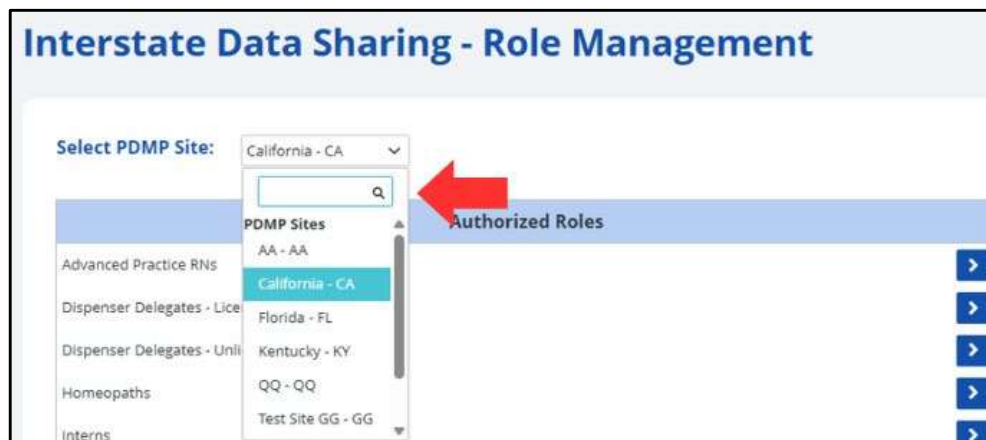 Interstate Data Sharing - Role Management
Select PDMP Site:
California - CA
PDMP Sites
Authorized Roles
AA - AA
Advanced Practice RNs
California - CA
Dispenser Delegates - Lice
Florida - FL
Dispenser Delegates - Unli
Kentucky - KY
Homeopaths
QQ - QQ
Test Site GG - GG
Interns